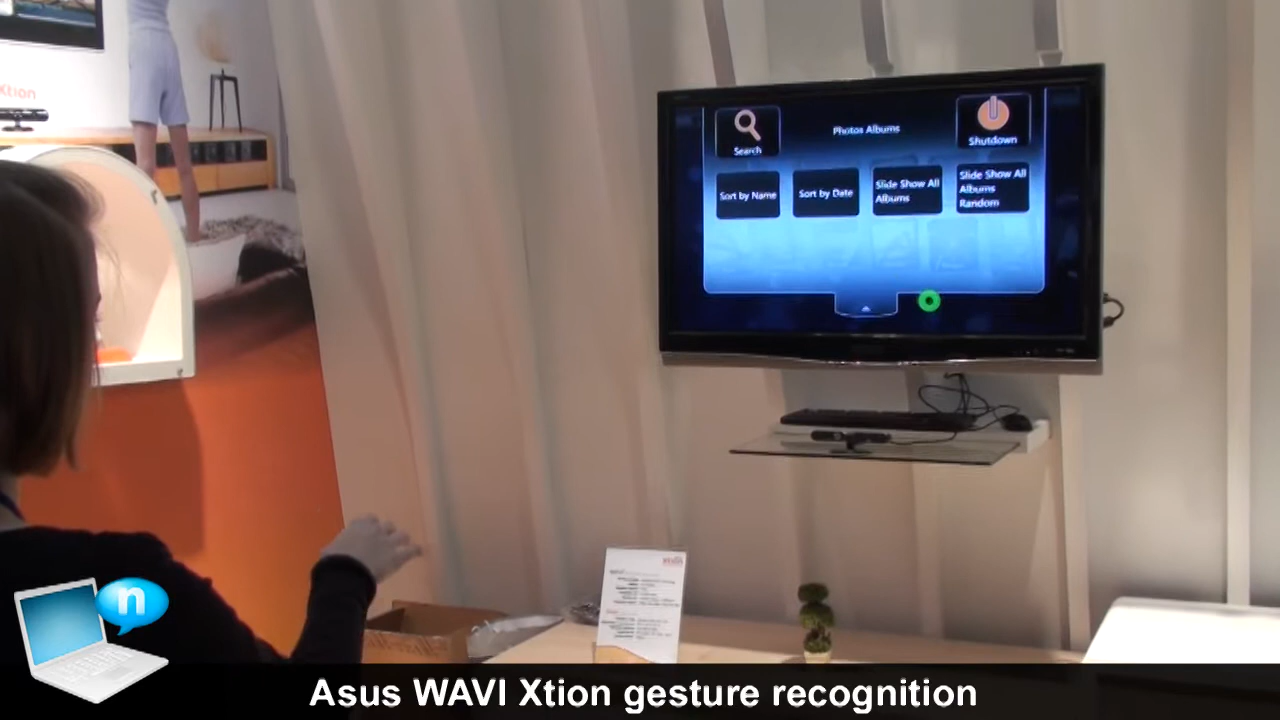 Xtion
Photos Albums
Search
Shutdown
Sort by Name
Sort by Date
Slide Show All
Albums
Slide Show All
Albums
Random
n
Asus WAVI Xtion gesture recognition